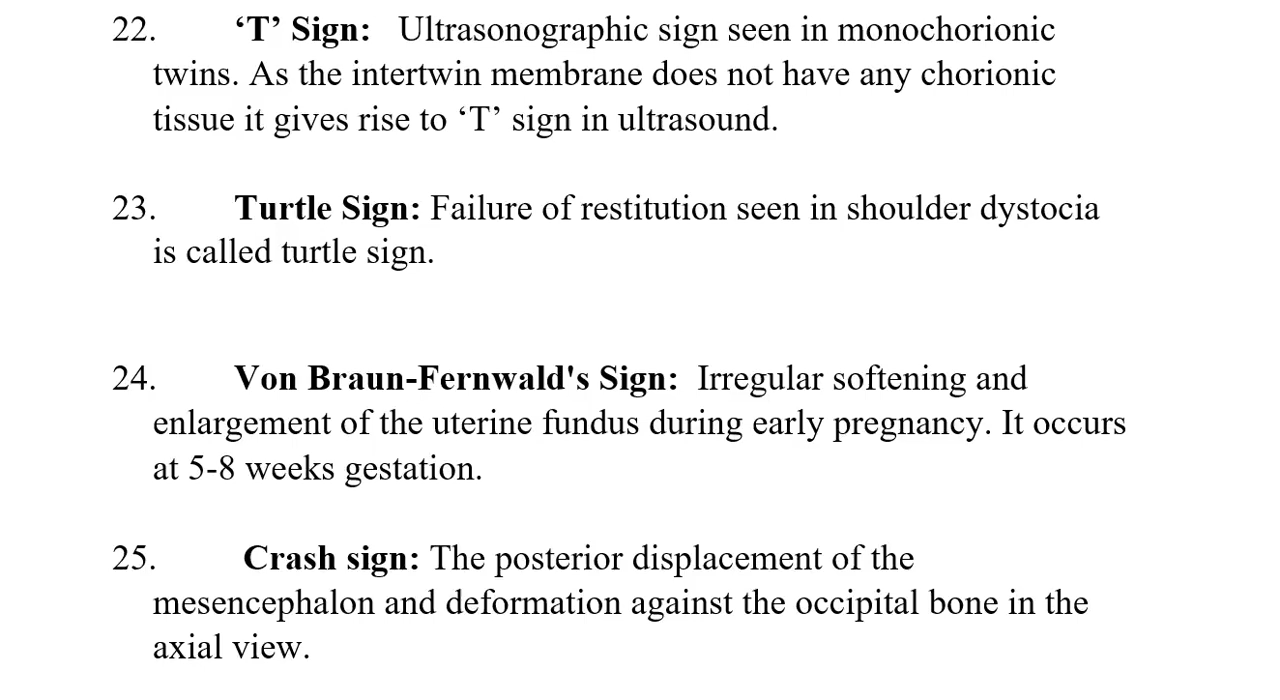 22. ‘T’ Sign: Ultrasonographic sign seen in monochorionic
twins. As the intertwin membrane does not have any chorionic
tissue it gives rise to ‘T’ sign in ultrasound.
23. Turtle Sign: Failure of restitution seen in shoulder dystocia
is called turtle sign.
24. Von Braun-Fernwald's Sign: Irregular softening and
enlargement of the uterine fundus during early pregnancy. It occurs
at 5-8 weeks gestation.
25. Crash sign: The posterior displacement of the
mesencephalon and deformation against the occipital bone in the
axial view.